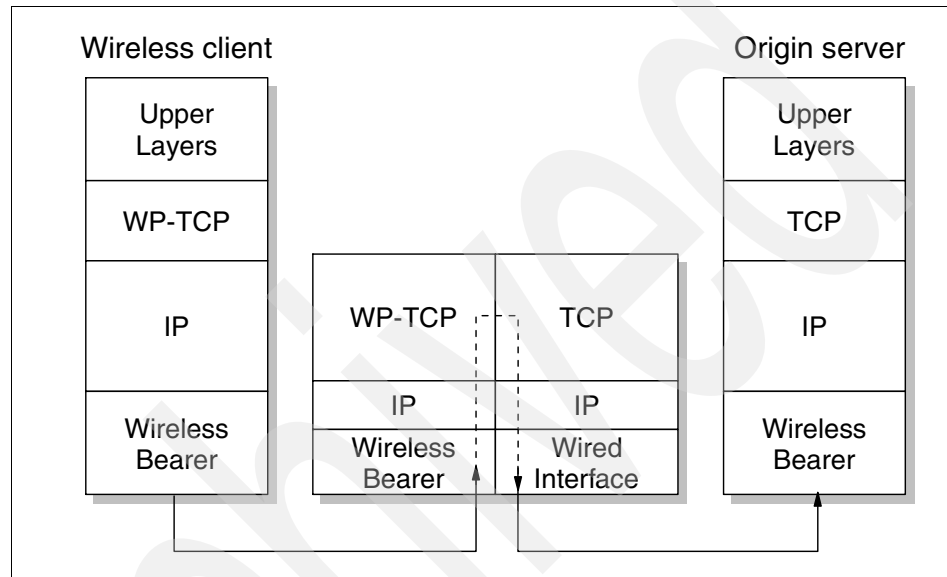 Wireless client
Origin server
Upper
Layers
WP-TCP
IP
Wireless
Bearer
WP-TCP
TCP
IP
IP
Wireless
Bearer
Wired
Interface
Upper
Layers
TCP
IP
Wireless
Bearer